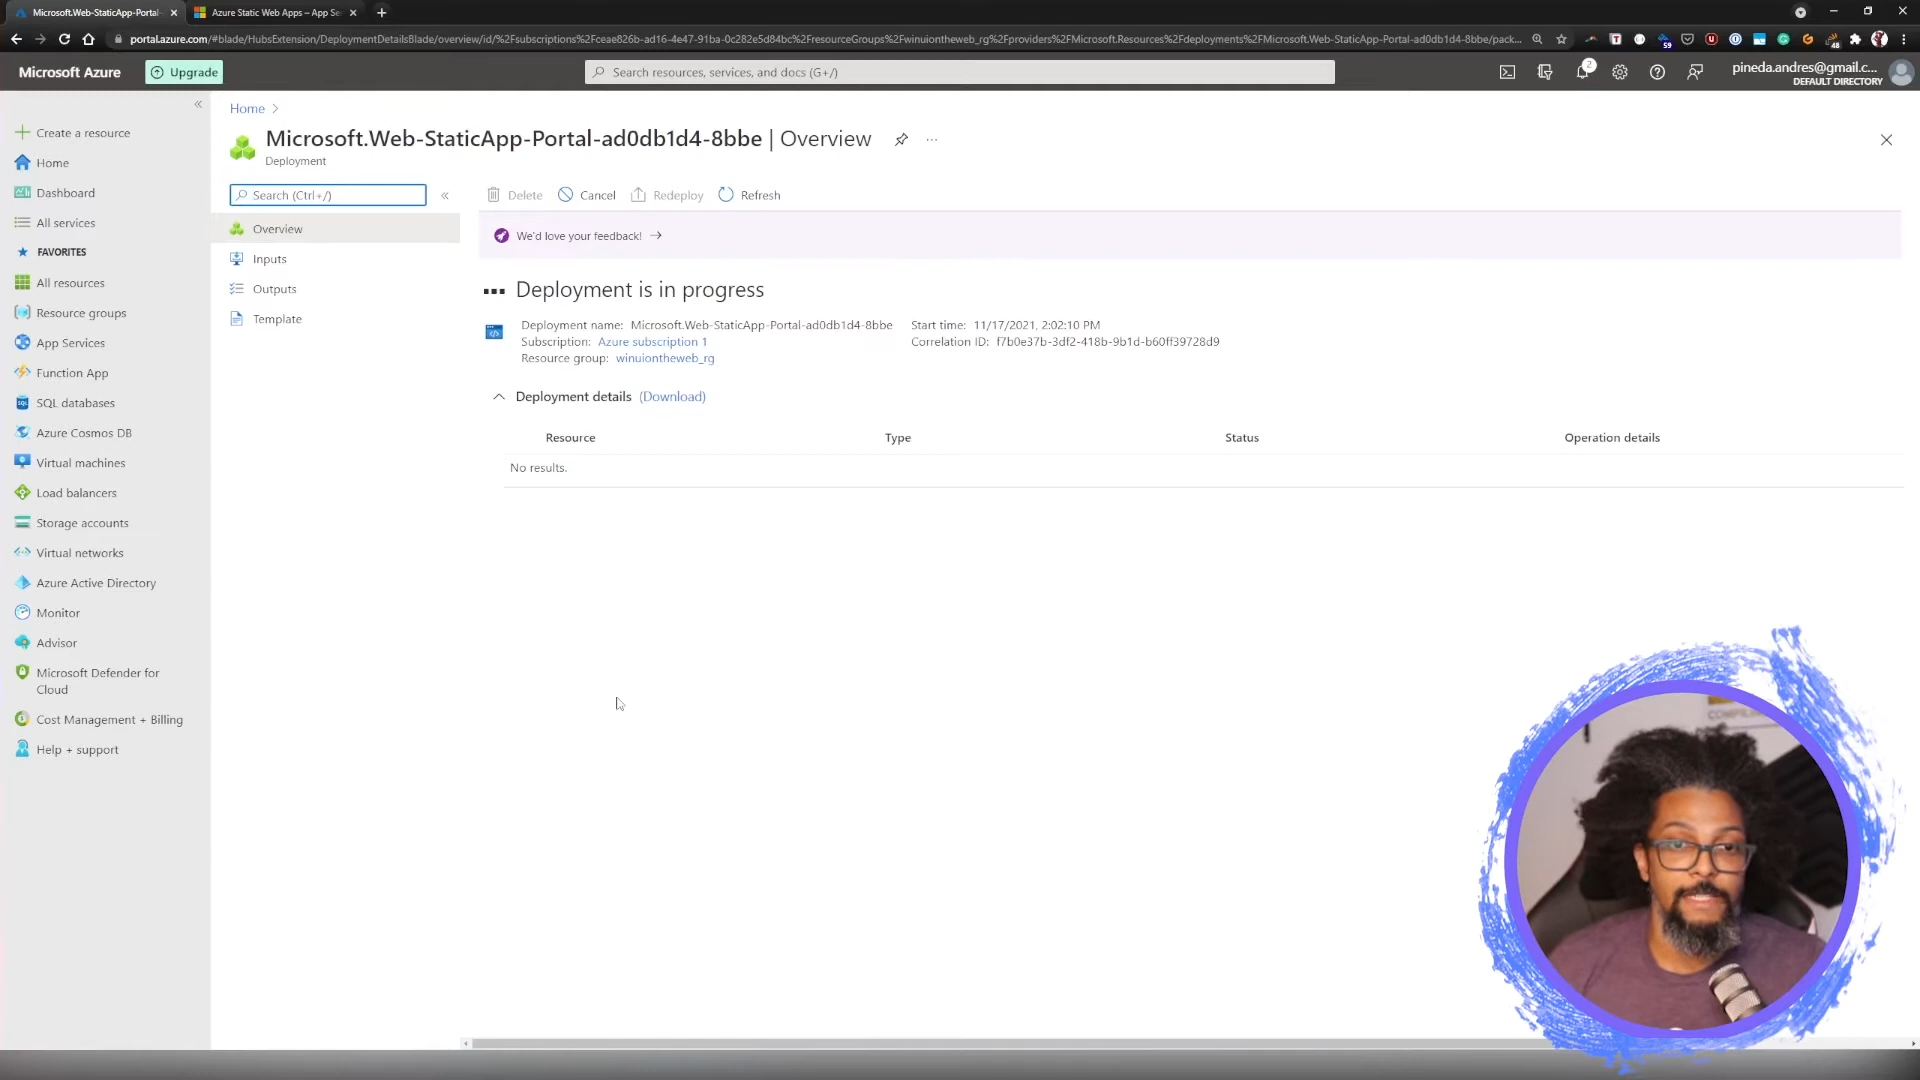 Microsoft.Web-StaticApp-Portal-
Azure Static Web Apps – App Se
portal.azure.com/#blade/HubsExtension/DeploymentDetailsBlade/overview/id/%2Fsubscriptions%2Fceae826b-ad16-4e47-91ba-0c282e5d84bc%2FresourceGroups%2Fwinuiontheweb_rg%2Fproviders%2FMicrosoft.Resources%2Fdeployments%2FMicrosoft.Web-StaticApp-Portal-ad0db1d4-8bbe/pack...
59
48
Microsoft Azure
Upgrade
Search resources, services, and docs (G+/)
2
pineda.andres@gmail.c...
DEFAULT DIRECTORY
Create a resource
Home
Dashboard
All services
FAVORITES
All resources
Resource groups
App Services
Function App
SQL databases
Azure Cosmos DB
Virtual machines
Load balancers
Storage accounts
Virtual networks
Azure Active Directory
Monitor
Advisor
Microsoft Defender for
Cloud
Cost Management + Billing
Help + support
Home >
Microsoft.Web-StaticApp-Portal-ad0db1d4-8bbe | Overview
Deployment
Search (Ctrl+/)
Overview
Inputs
Outputs
Template
Delete
Cancel
Redeploy
Refresh
We'd love your feedback! →
Deployment is in progress
Deployment name: Microsoft.Web-StaticApp-Portal-ad0db1d4-8bbe
Subscription: Azure subscription 1
Resource group: winuiontheweb_rg
Start time: 11/17/2021, 2:02:10 PM
Correlation ID: f7b0e37b-3df2-418b-9b1d-b60ff39728d9
Deployment details (Download)
Resource Type Status Operation details
No results.